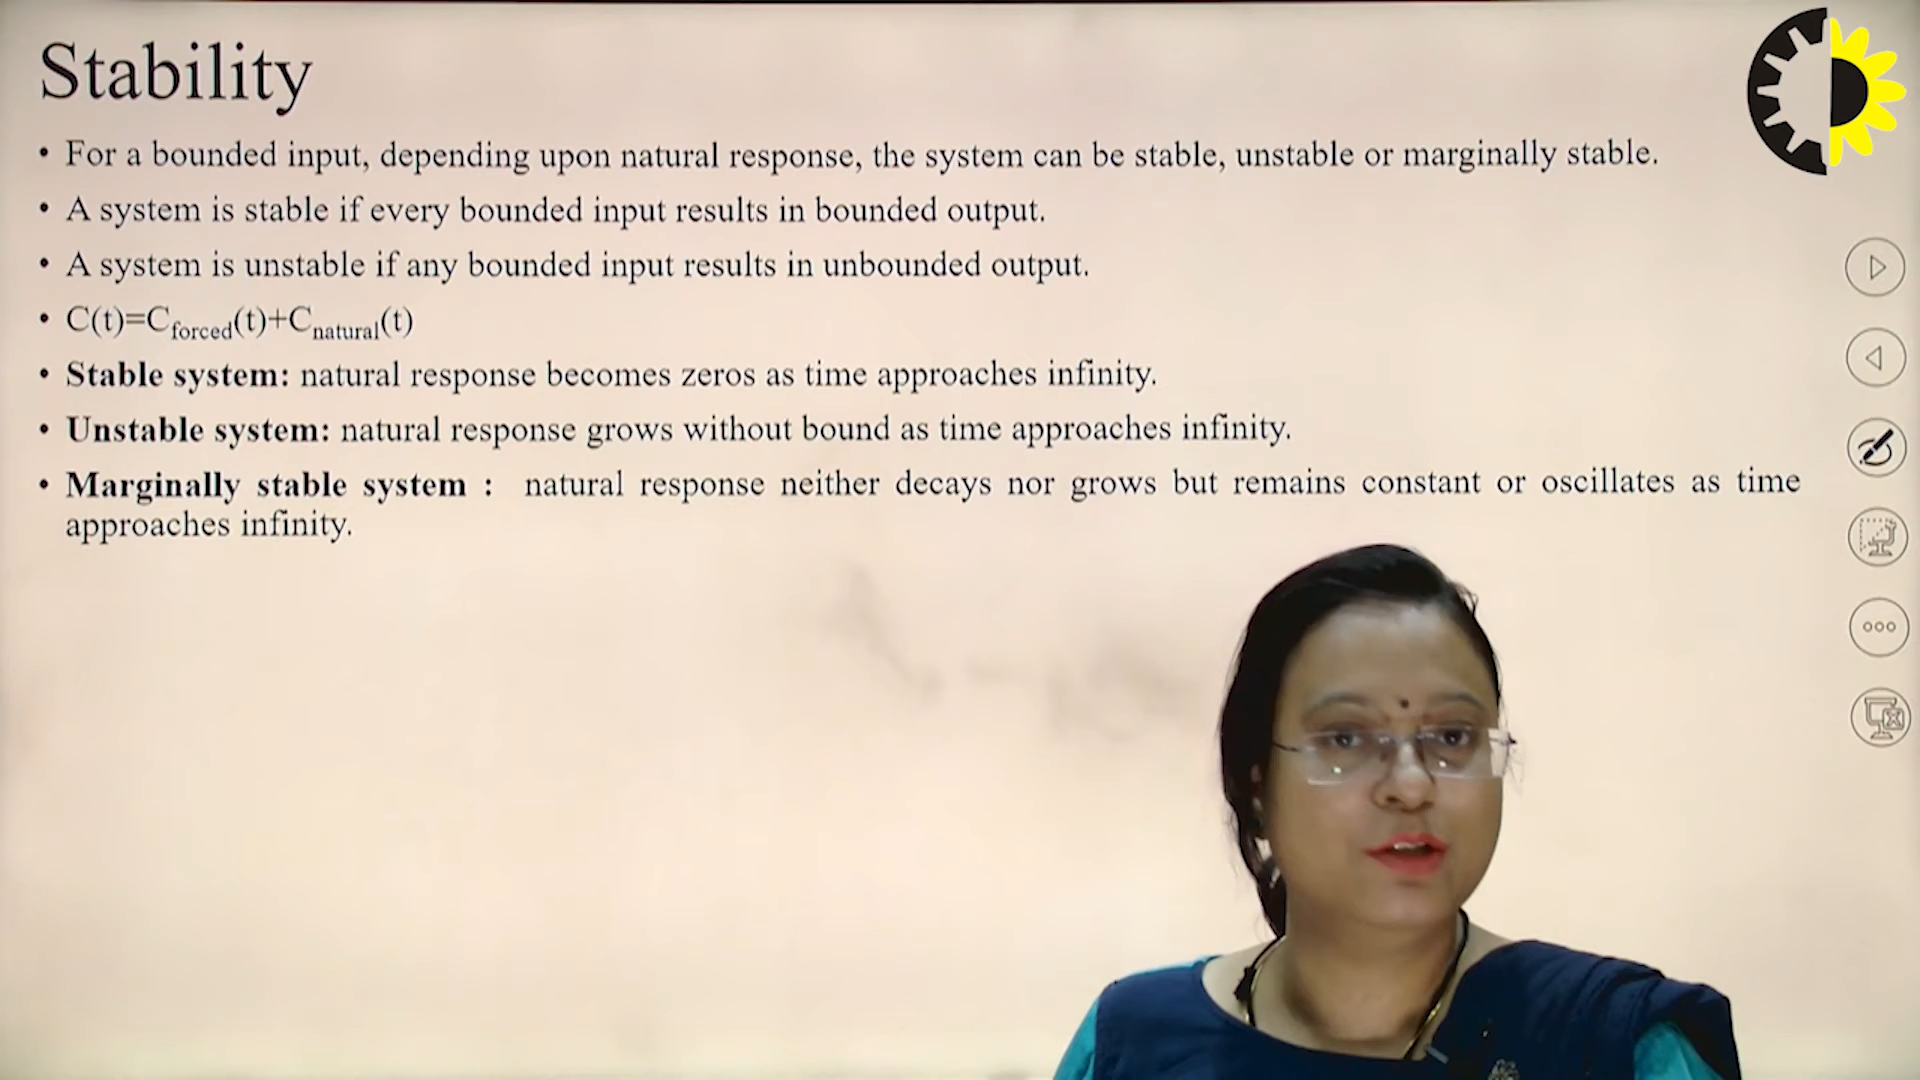 Stability
• For a bounded input, depending upon natural response, the system can be stable, unstable or marginally stable.
• A system is stable if every bounded input results in bounded output.
• A system is unstable if any bounded input results in unbounded output.
• C(t)=Cforced(t)+Cnatural(t)
• Stable system: natural response becomes zeros as time approaches infinity.
• Unstable system: natural response grows without bound as time approaches infinity.
• Marginally stable system : natural response neither decays nor grows but remains constant or oscillates as time
approaches infinity.